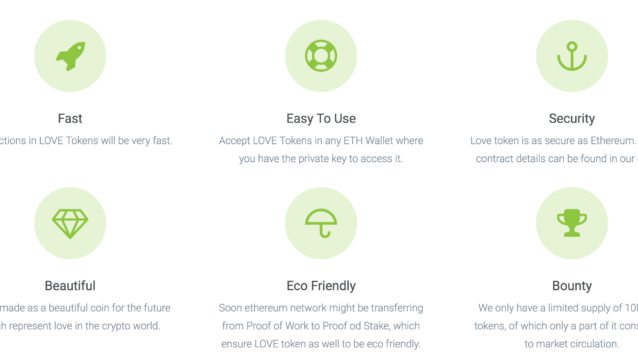 Fast
Easy To Use
Security
ctions in LOVE Tokens will be very fast.
Accept LOVE Tokens in any ETH Wallet where
you have the private key to access it.
Love token is as secure as Ethereum.
contract details can be found in our
Beautiful
Eco Friendly
Bounty
made as a beautiful coin for the future
ch represent love in the crypto world.
Soon ethereum network might be transferring
from Proof of Work to Proof od Stake, which
ensure LOVE token as well to be eco friendly.
We only have a limited supply of
tokens, of which only a part of it
to market circulation.